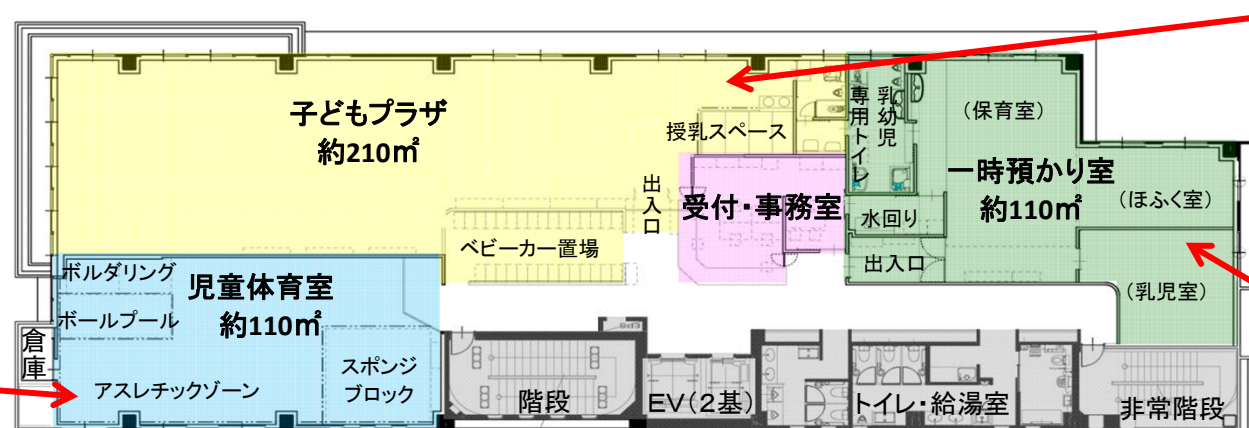 子どもプラザ
約210㎡
授乳スペース
乳幼児
専用トイレ
(保育室)
一時預かり室
約110㎡
(ほふく室)
出入口
受付・事務室
水回り
ベビーカー置場
出入口
(乳児室)
ボルダリング
児童体育室
約110㎡
ボールプール
倉庫
スポンジ
ブロック
アスレチックゾーン
階段
EV(2基)
トイレ・給湯室
非常階段